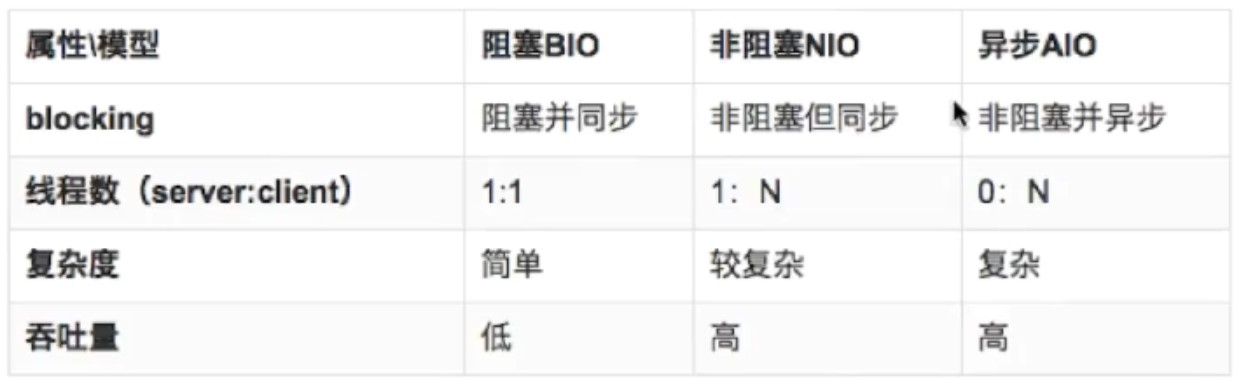 属性\模型 阻塞BIO 非阻塞NIO 异步AIO
blocking 阻塞并同步 非阻塞但同步 非阻塞并异步
线程数（server:client） 1:1 1：N 0：N
复杂度 简单 较复杂 复杂
吞吐量 低 高 高